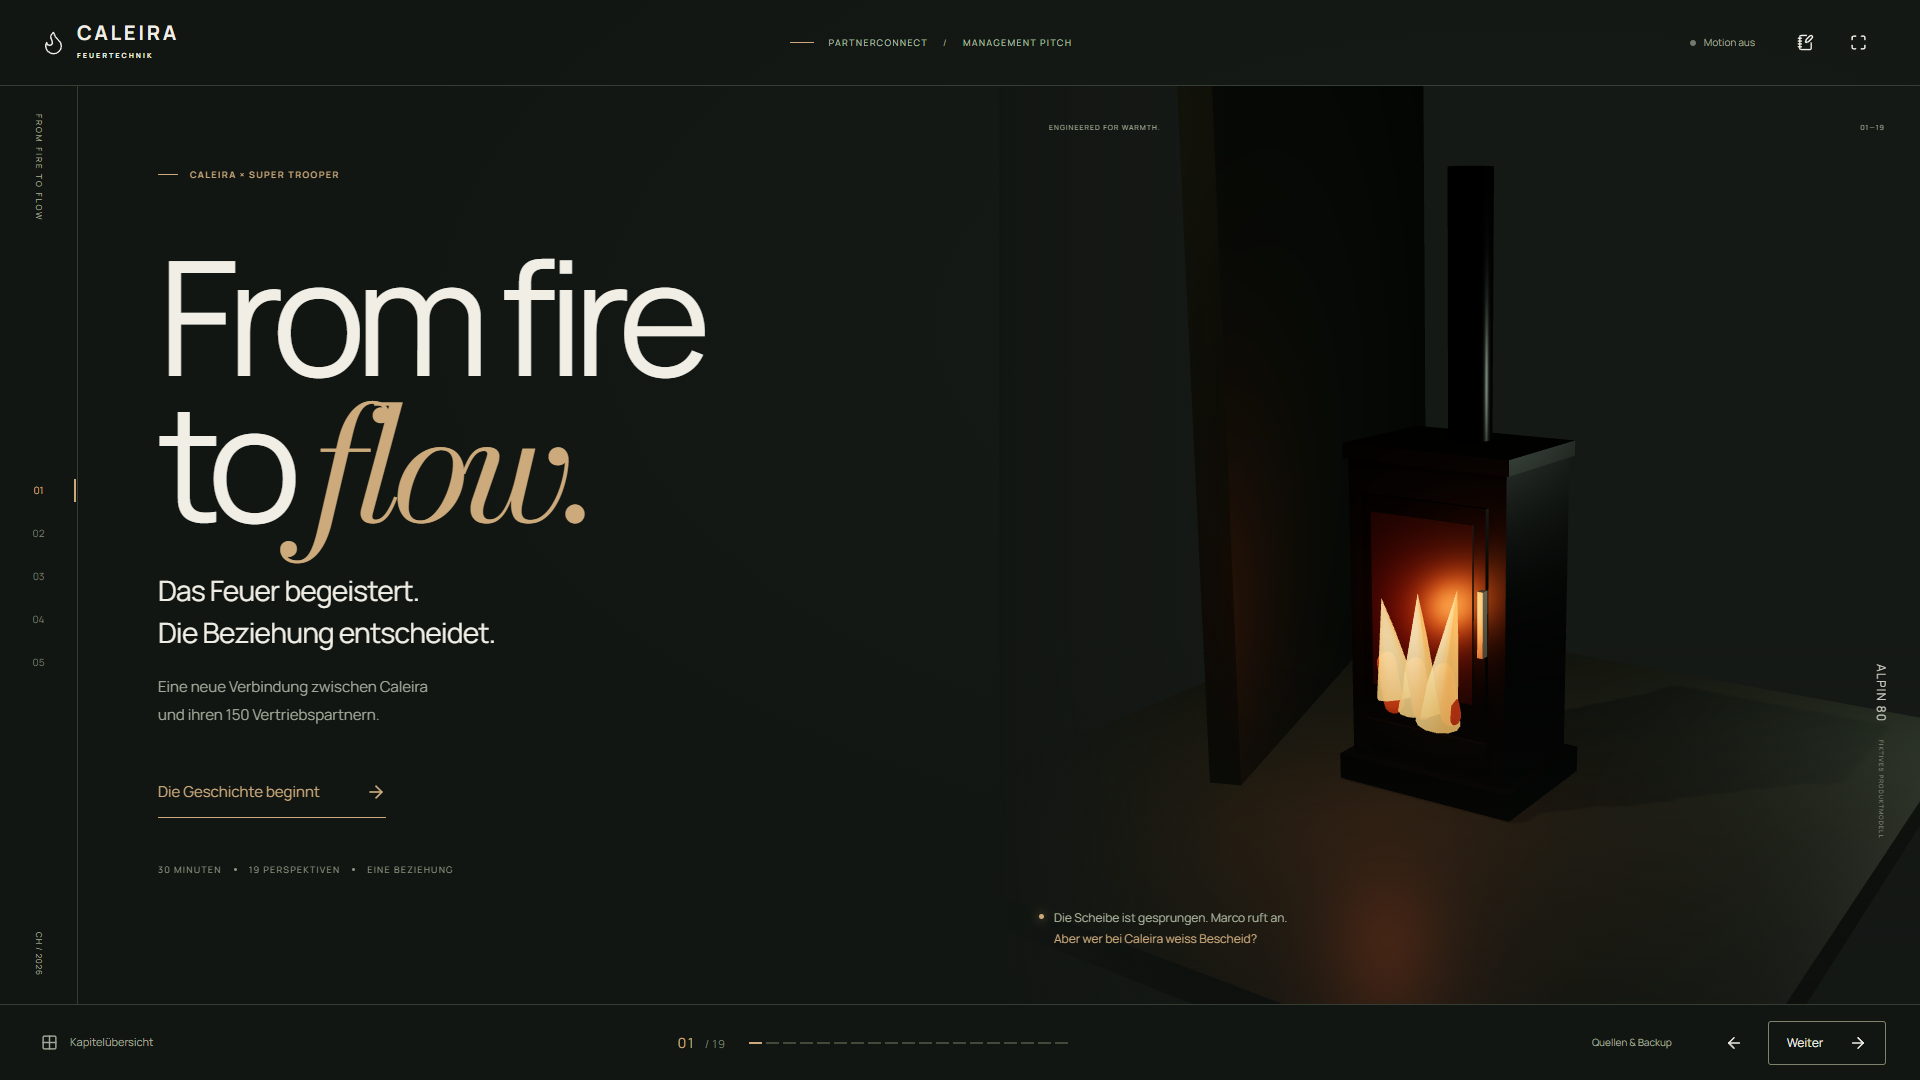 CALEIRA
FEUERTECHNIK
PARTNERCONNECT / MANAGEMENT PITCH
Motion aus
FROM FIRE TO FLOW
ENGINEERED FOR WARMTH.
01—19
CALEIRA × SUPER TROOPER
From fire
to flow.
Das Feuer begeistert.
Die Beziehung entscheidet.
Eine neue Verbindung zwischen Caleira
und ihren 150 Vertriebspartnern.
Die Geschichte beginnt
30 MINUTEN • 19 PERSPEKTIVEN • EINE BEZIEHUNG
01
02
03
04
05
CH / 2026
ALPIN 80
FIKTIVES PRODUKTMODELL
Die Scheibe ist gesprungen. Marco ruft an.
Aber wer bei Caleira weiss Bescheid?
Kapitelübersicht
01 / 19
Quellen & Backup
Weiter